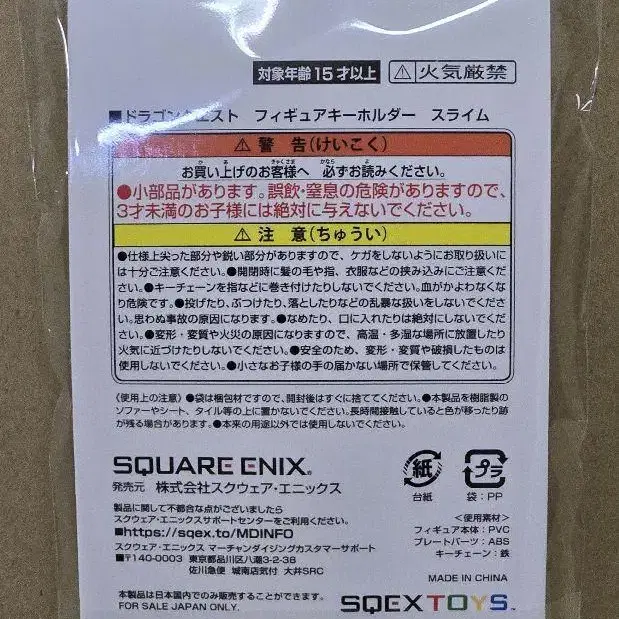 対象年齢15才以上 ⚠火気厳禁
■ドラゴンクエスト フィギュアキーホルダー スライム
⚠警告(けいこく)
お買い上げのお客様へ 必ずお読みください。
●小部品があります。誤飲・窒息の危険がありますので、
3才未満のお子様には絶対に与えないでください。
⚠注意(ちゅうい)
●仕様上尖った部分や鋭い部分がありますので、ケガをしないようにお取り扱いに
は十分ご注意ください。●開閉時に髪の毛や指、衣服などの挟み込みにご注意くだ
さい。●キーチェーンを指などに巻き付けたりしないでください。血がかよわなくな
り危険です。●投げたり、ぶつけたり、落としたりなどの乱暴な扱いをしないでくださ
い。思わぬ事故の原因になります。●なめたり、口に入れたりは絶対にしないでくださ
い。●変形・変質や火災の原因になりますので、高温・多湿な場所に放置したり
火気に近づけたりしないでください。●安全のため、変形・変質や破損したものは
使用しないでください。●小さなお子様の手の届かない場所で保管してください。
〈使用上の注意〉●袋は梱包材ですので、開封後はすぐに捨ててください。●本製品を樹脂製の
ソファーやシート、タイル等の上に置かないでください。長時間接触していると色が移ったり跡
が残る場合があります。●本来の用途以外では使用しないでください。
SQUARE ENIX®
発売元 株式会社スクウェア・エニックス
紙
台紙
プラ
袋:PP
製品に関して不都合な点がございましたら
スクウェア・エニックスサポートセンターをご利用ください。
■https://sqex.to/MDINFO
スクウェア・エニックス マーチャンダイジングカスタマーサポート
■〒140-0003 東京都品川区八潮3-2-36
佐川急便 城南店気付 大井SRC
<使用素材>
フィギュア本体:PVC
プレートパーツ:ABS
キーチェーン:鉄
MADE IN CHINA
本製品は日本国内でのみ販売することができます。
FOR SALE JAPAN ONLY.
SQEX TOYS™